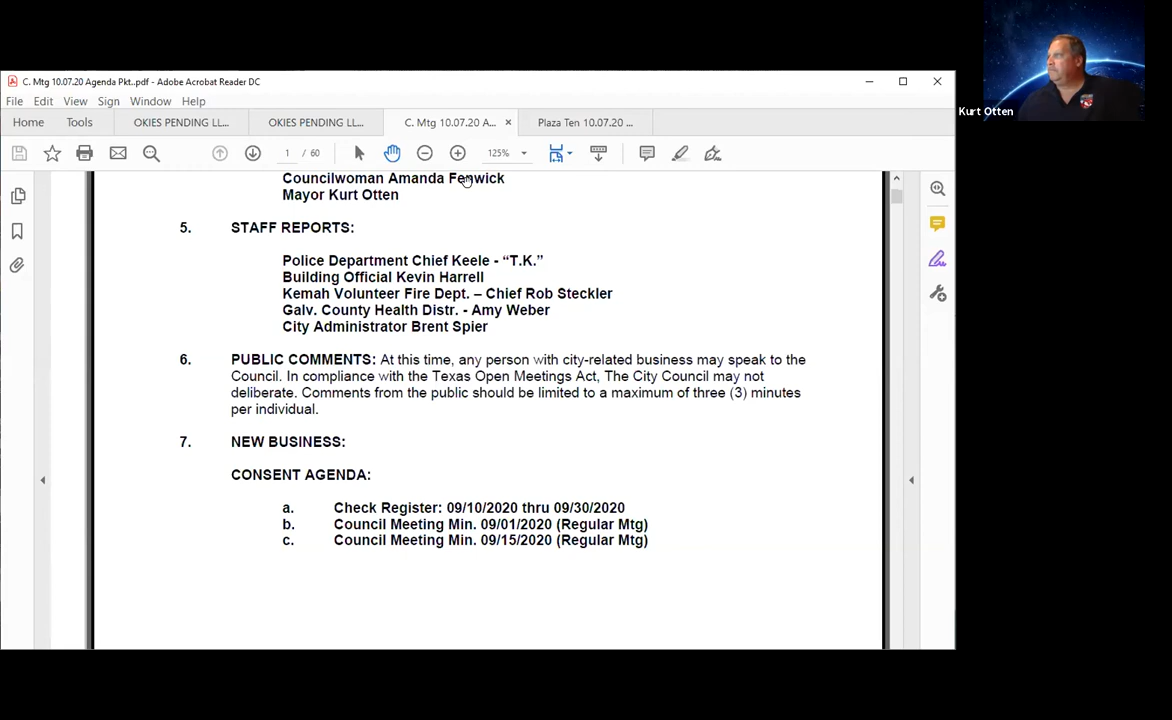 C. Mtg 10.07.20 Agenda Pkt..pdf - Adobe Acrobat Reader DC
File Edit View Sign Window Help
Home Tools OKIES PENDING LL... OKIES PENDING LL... C. Mtg 10.07.20 A... × Plaza Ten 10.07.20 ...
1 / 60 125%
Kurt Otten
Councilwoman Amanda Fenwick
Mayor Kurt Otten
5. STAFF REPORTS:
Police Department Chief Keele - “T.K.”
Building Official Kevin Harrell
Kemah Volunteer Fire Dept. – Chief Rob Steckler
Galv. County Health Distr. - Amy Weber
City Administrator Brent Spier
6. PUBLIC COMMENTS: At this time, any person with city-related business may speak to the
Council. In compliance with the Texas Open Meetings Act, The City Council may not
deliberate. Comments from the public should be limited to a maximum of three (3) minutes
per individual.
7. NEW BUSINESS:
CONSENT AGENDA:
a. Check Register: 09/10/2020 thru 09/30/2020
b. Council Meeting Min. 09/01/2020 (Regular Mtg)
c. Council Meeting Min. 09/15/2020 (Regular Mtg)